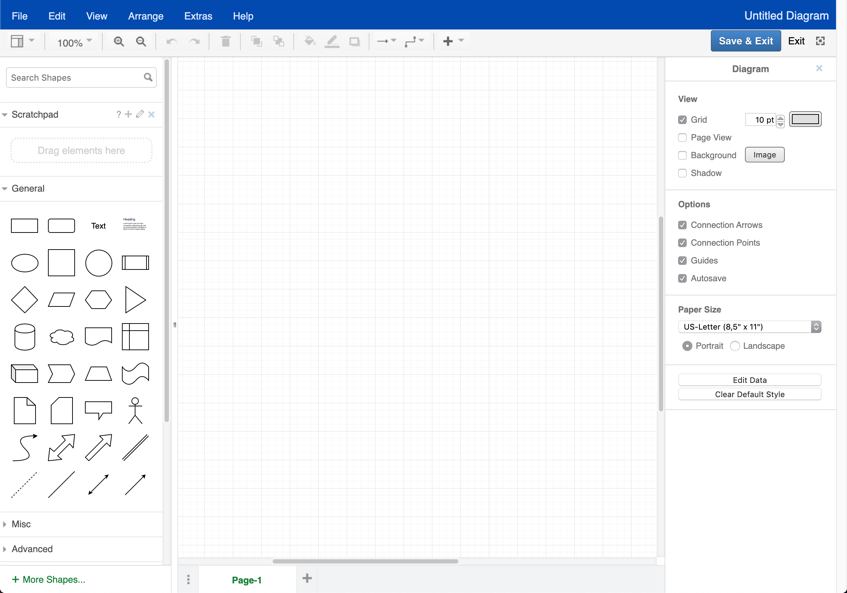 File Edit View Arrange Extras Help Untitled Diagram
100% Save & Exit Exit
Search Shapes
Scratchpad ?
Drag elements here
General
Text Heading
Misc
Advanced
+ More Shapes...
Page-1
Diagram
View
Grid 10 pt
Page View
Background Image
Shadow
Options
Connection Arrows
Connection Points
Guides
Autosave
Paper Size
US-Letter (8,5" x 11")
Portrait Landscape
Edit Data
Clear Default Style